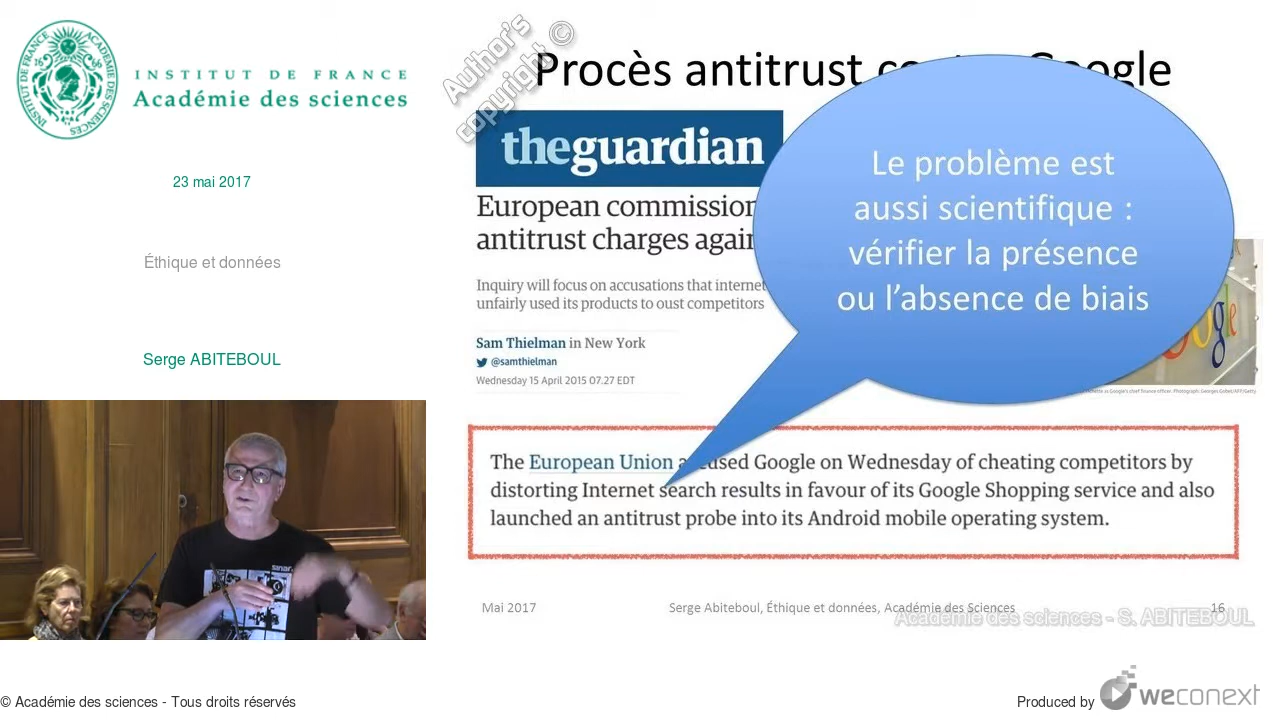 INSTITUT DE FRANCE
Académie des sciences
23 mai 2017
Éthique et données
Serge ABITEBOUL
Author's
copyright ©
Procès antitrust
Google
theguardian
European commission
antitrust charges
Inquiry will focus on accusations that internet
unfairly used its products to oust competitors
Sam Thielman in New York
@samthielman
Wednesday 15 April 2015 07.27 EDT
Le problème est
aussi scientifique :
vérifier la présence
ou l'absence de biais
The European Union accused Google on Wednesday of cheating competitors by
distorting Internet search results in favour of its Google Shopping service and also
launched an antitrust probe into its Android mobile operating system.
Mai 2017
Serge Abiteboul, Éthique et données, Académie des Sciences
16
Académie des sciences - S. ABITEBOUL
© Académie des sciences - Tous droits réservés
Produced by
weconext